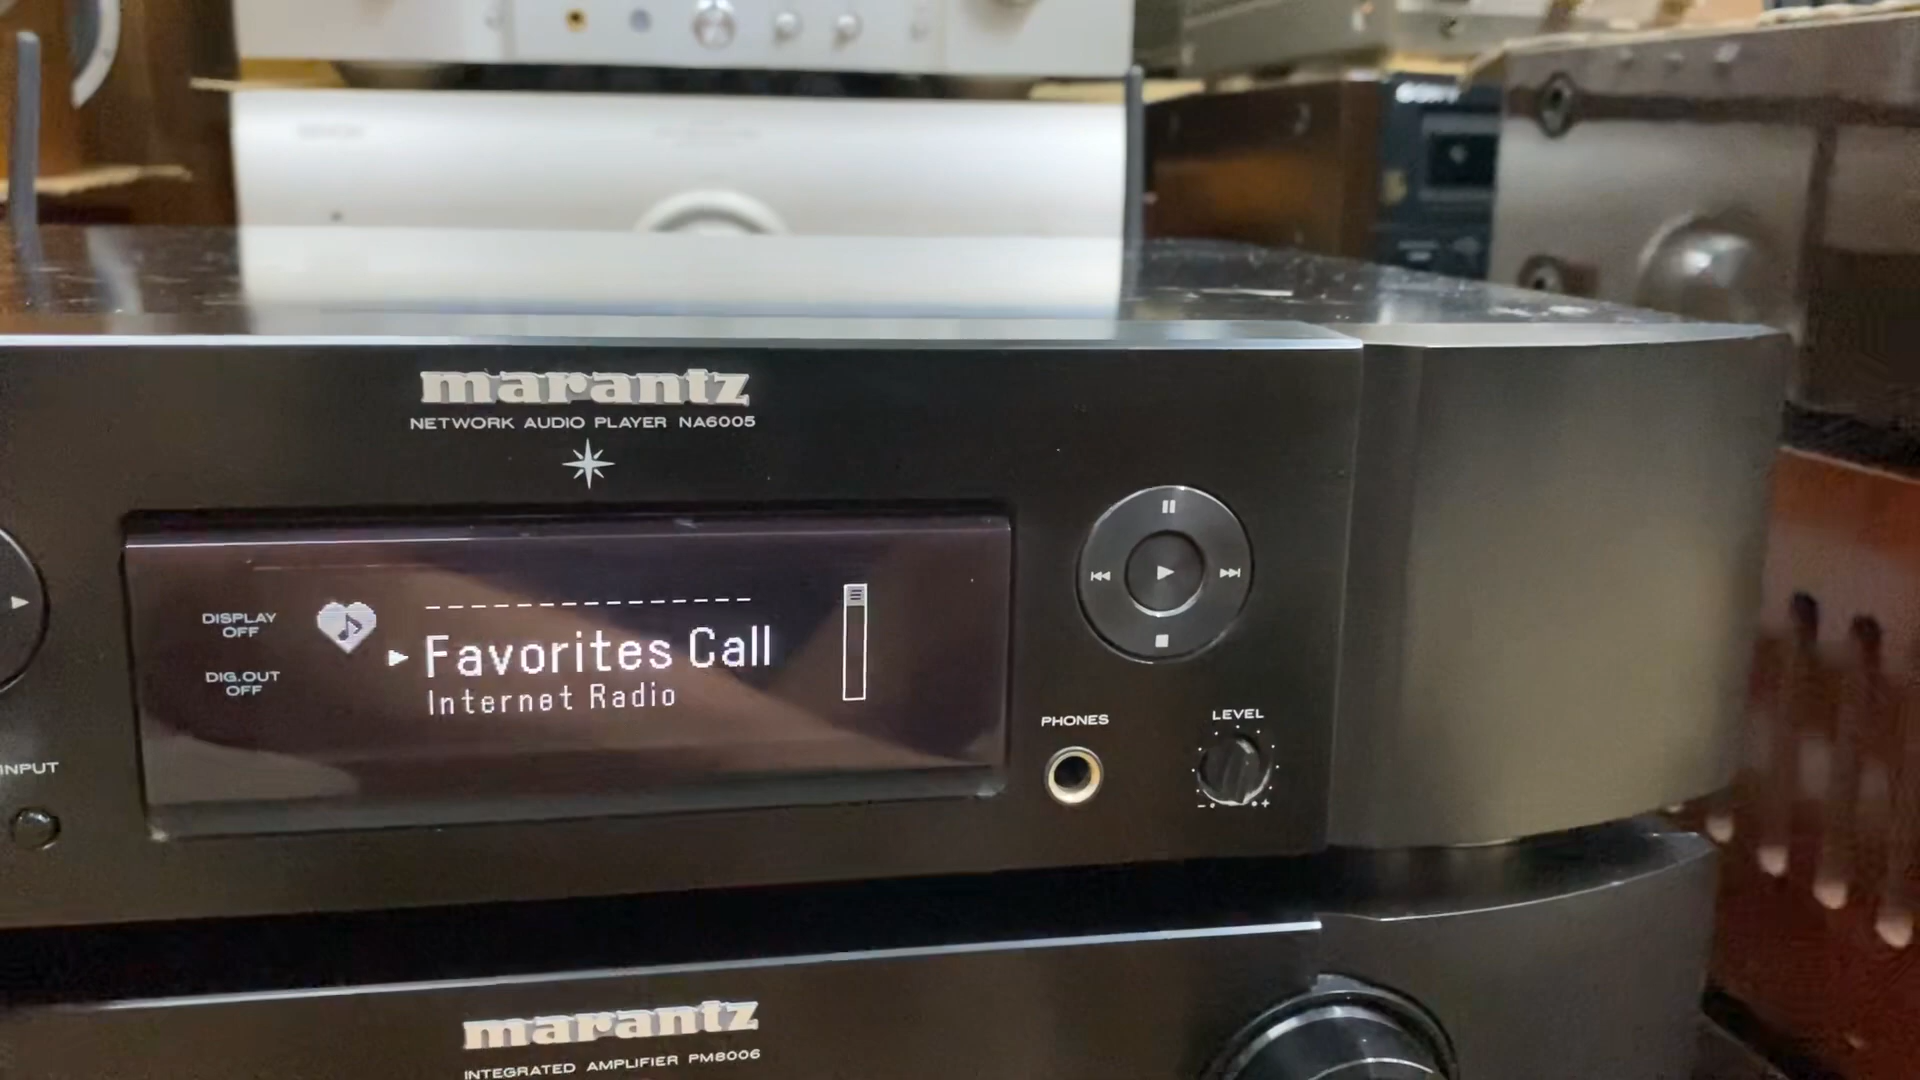 SONY
marantz
NETWORK AUDIO PLAYER NA6005
DISPLAY
OFF
DIG.OUT
OFF
Favorites Call
Internet Radio
PHONES
LEVEL
- +
INPUT
marantz
INTEGRATED AMPLIFIER PM8006